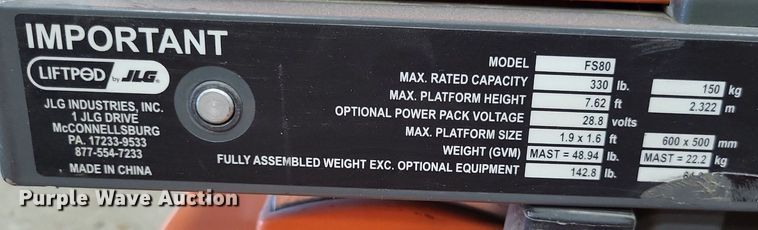 IMPORTANT
LIFTPOD by JLG
JLG INDUSTRIES, INC.
1 JLG DRIVE
McCONNELLSBURG
PA. 17233-9533
877-554-7233
MADE IN CHINA
MODEL FS80
MAX. RATED CAPACITY 330 lb. 150 kg
MAX. PLATFORM HEIGHT 7.62 ft 2.322 m
OPTIONAL POWER PACK VOLTAGE 28.8 volts
MAX. PLATFORM SIZE 1.9 x 1.6 ft 600 x 500 mm
WEIGHT (GVM) MAST = 48.94 lb. MAST = 22.2 kg
FULLY ASSEMBLED WEIGHT EXC. OPTIONAL EQUIPMENT 142.8 lb.
Purple Wave Auction